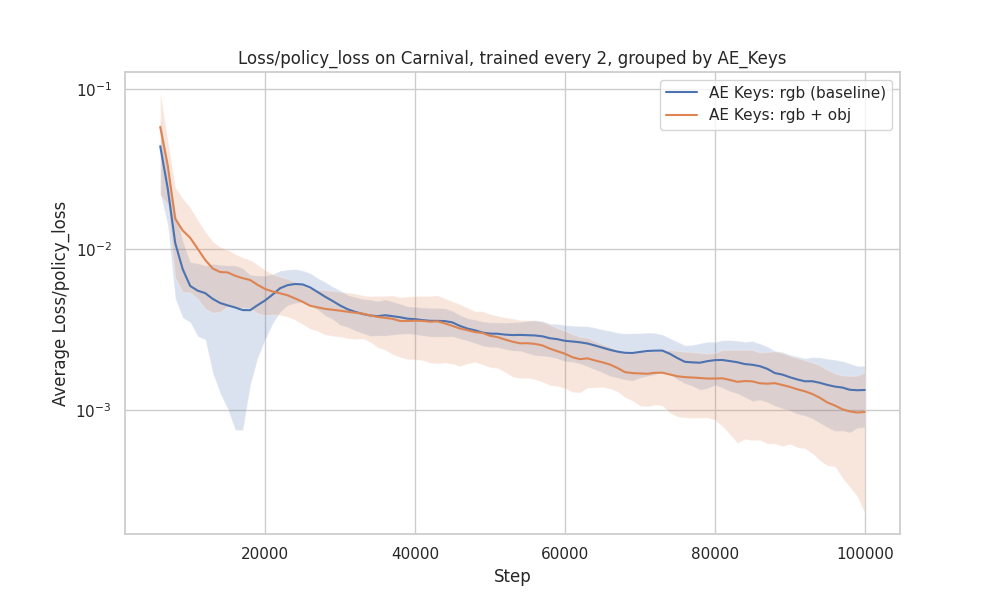 Loss/policy_loss on Carnival, trained every 2, grouped by AE_Keys
AE Keys: rgb (baseline)
AE Keys: rgb + obj
Average Loss/policy_loss
10⁻¹
10⁻²
10⁻³
20000
40000
60000
80000
100000
Step